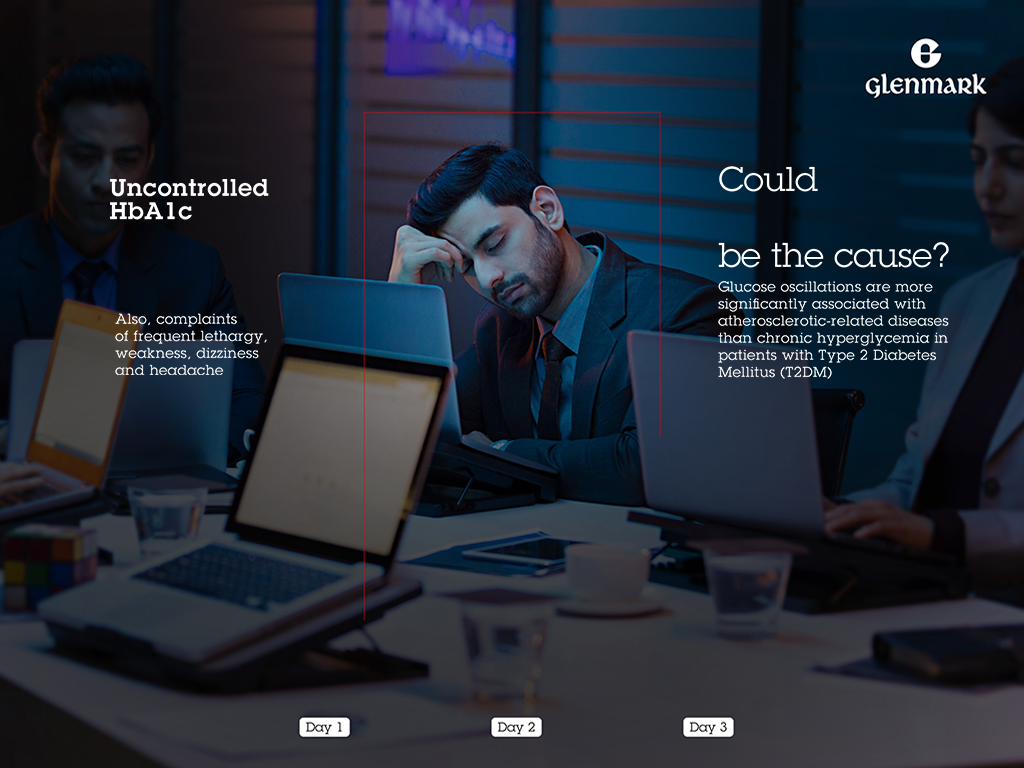 GLENMARK
Uncontrolled
HbA1c
Also, complaints
of frequent lethargy,
weakness, dizziness
and headache
Could
be the cause?
Glucose oscillations are more
significantly associated with
atherosclerotic-related diseases
than chronic hyperglycemia in
patients with Type 2 Diabetes
Mellitus (T2DM)
Day 1
Day 2
Day 3